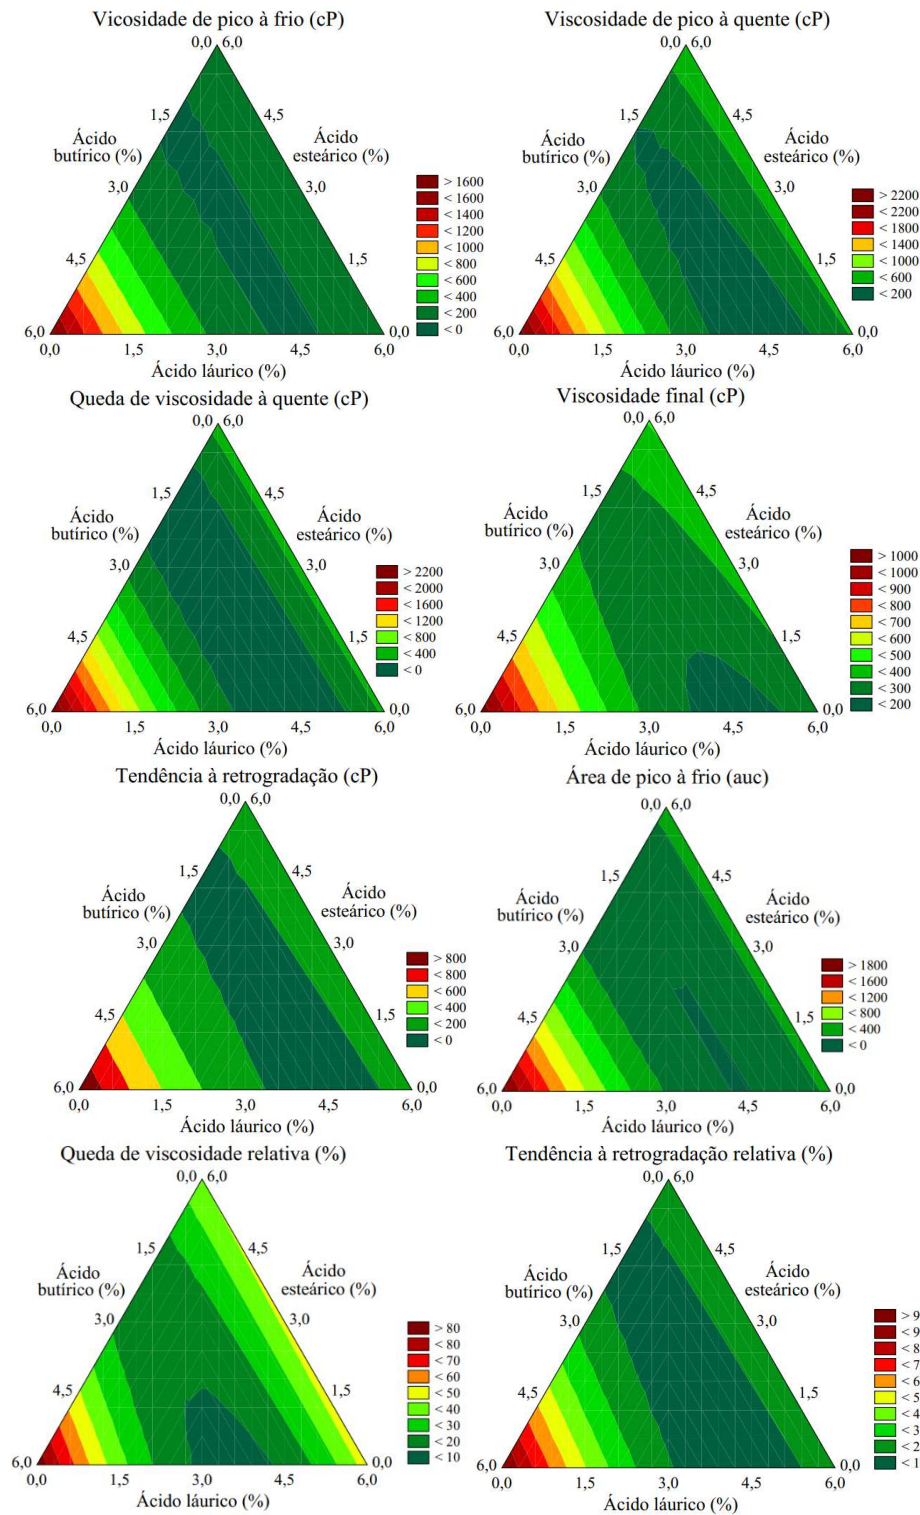 Vicosidade de pico à frio (cP)
0,0 6,0
1,5 4,5
Ácido
butírico (%)
Ácido
esteárico (%)
3,0 3,0
4,5 1,5
6,0 0,0
0,0 1,5 3,0 4,5 6,0
Ácido láurico (%)
> 1600
< 1600
< 1400
< 1200
< 1000
< 800
< 600
< 400
< 200
< 0
Viscosidade de pico à quente (cP)
0,0 6,0
1,5 4,5
Ácido
butírico (%)
Ácido
esteárico (%)
3,0 3,0
4,5 1,5
6,0 0,0
0,0 1,5 3,0 4,5 6,0
Ácido láurico (%)
> 2200
< 2200
< 1800
< 1400
< 1000
< 600
< 200
Queda de viscosidade à quente (cP)
0,0 6,0
1,5 4,5
Ácido
butírico (%)
Ácido
esteárico (%)
3,0 3,0
4,5 1,5
6,0 0,0
0,0 1,5 3,0 4,5 6,0
Ácido láurico (%)
> 2200
< 2000
< 1600
< 1200
< 800
< 400
< 0
Viscosidade final (cP)
0,0 6,0
1,5 4,5
Ácido
butírico (%)
Ácido
esteárico (%)
3,0 3,0
4,5 1,5
6,0 0,0
0,0 1,5 3,0 4,5 6,0
Ácido láurico (%)
> 1000
< 1000
< 900
< 800
< 700
< 600
< 500
< 400
< 300
< 200
Tendência à retrogradação (cP)
0,0 6,0
1,5 4,5
Ácido
butírico (%)
Ácido
esteárico (%)
3,0 3,0
4,5 1,5
6,0 0,0
0,0 1,5 3,0 4,5 6,0
Ácido láurico (%)
> 800
< 800
< 600
< 400
< 200
< 0
Área de pico à frio (auc)
0,0 6,0
1,5 4,5
Ácido
butírico (%)
Ácido
esteárico (%)
3,0 3,0
4,5 1,5
6,0 0,0
0,0 1,5 3,0 4,5 6,0
Ácido láurico (%)
> 1800
< 1600
< 1200
< 800
< 400
< 0
Queda de viscosidade relativa (%)
0,0 6,0
1,5 4,5
Ácido
butírico (%)
Ácido
esteárico (%)
3,0 3,0
4,5 1,5
6,0 0,0
0,0 1,5 3,0 4,5 6,0
Ácido láurico (%)
> 80
< 80
< 70
< 60
< 50
< 40
< 30
< 20
< 10
Tendência à retrogradação relativa (%)
0,0 6,0
1,5 4,5
Ácido
butírico (%)
Ácido
esteárico (%)
3,0 3,0
4,5 1,5
6,0 0,0
0,0 1,5 3,0 4,5 6,0
Ácido láurico (%)
> 9
< 9
< 8
< 7
< 6
< 5
< 4
< 3
< 2
< 1